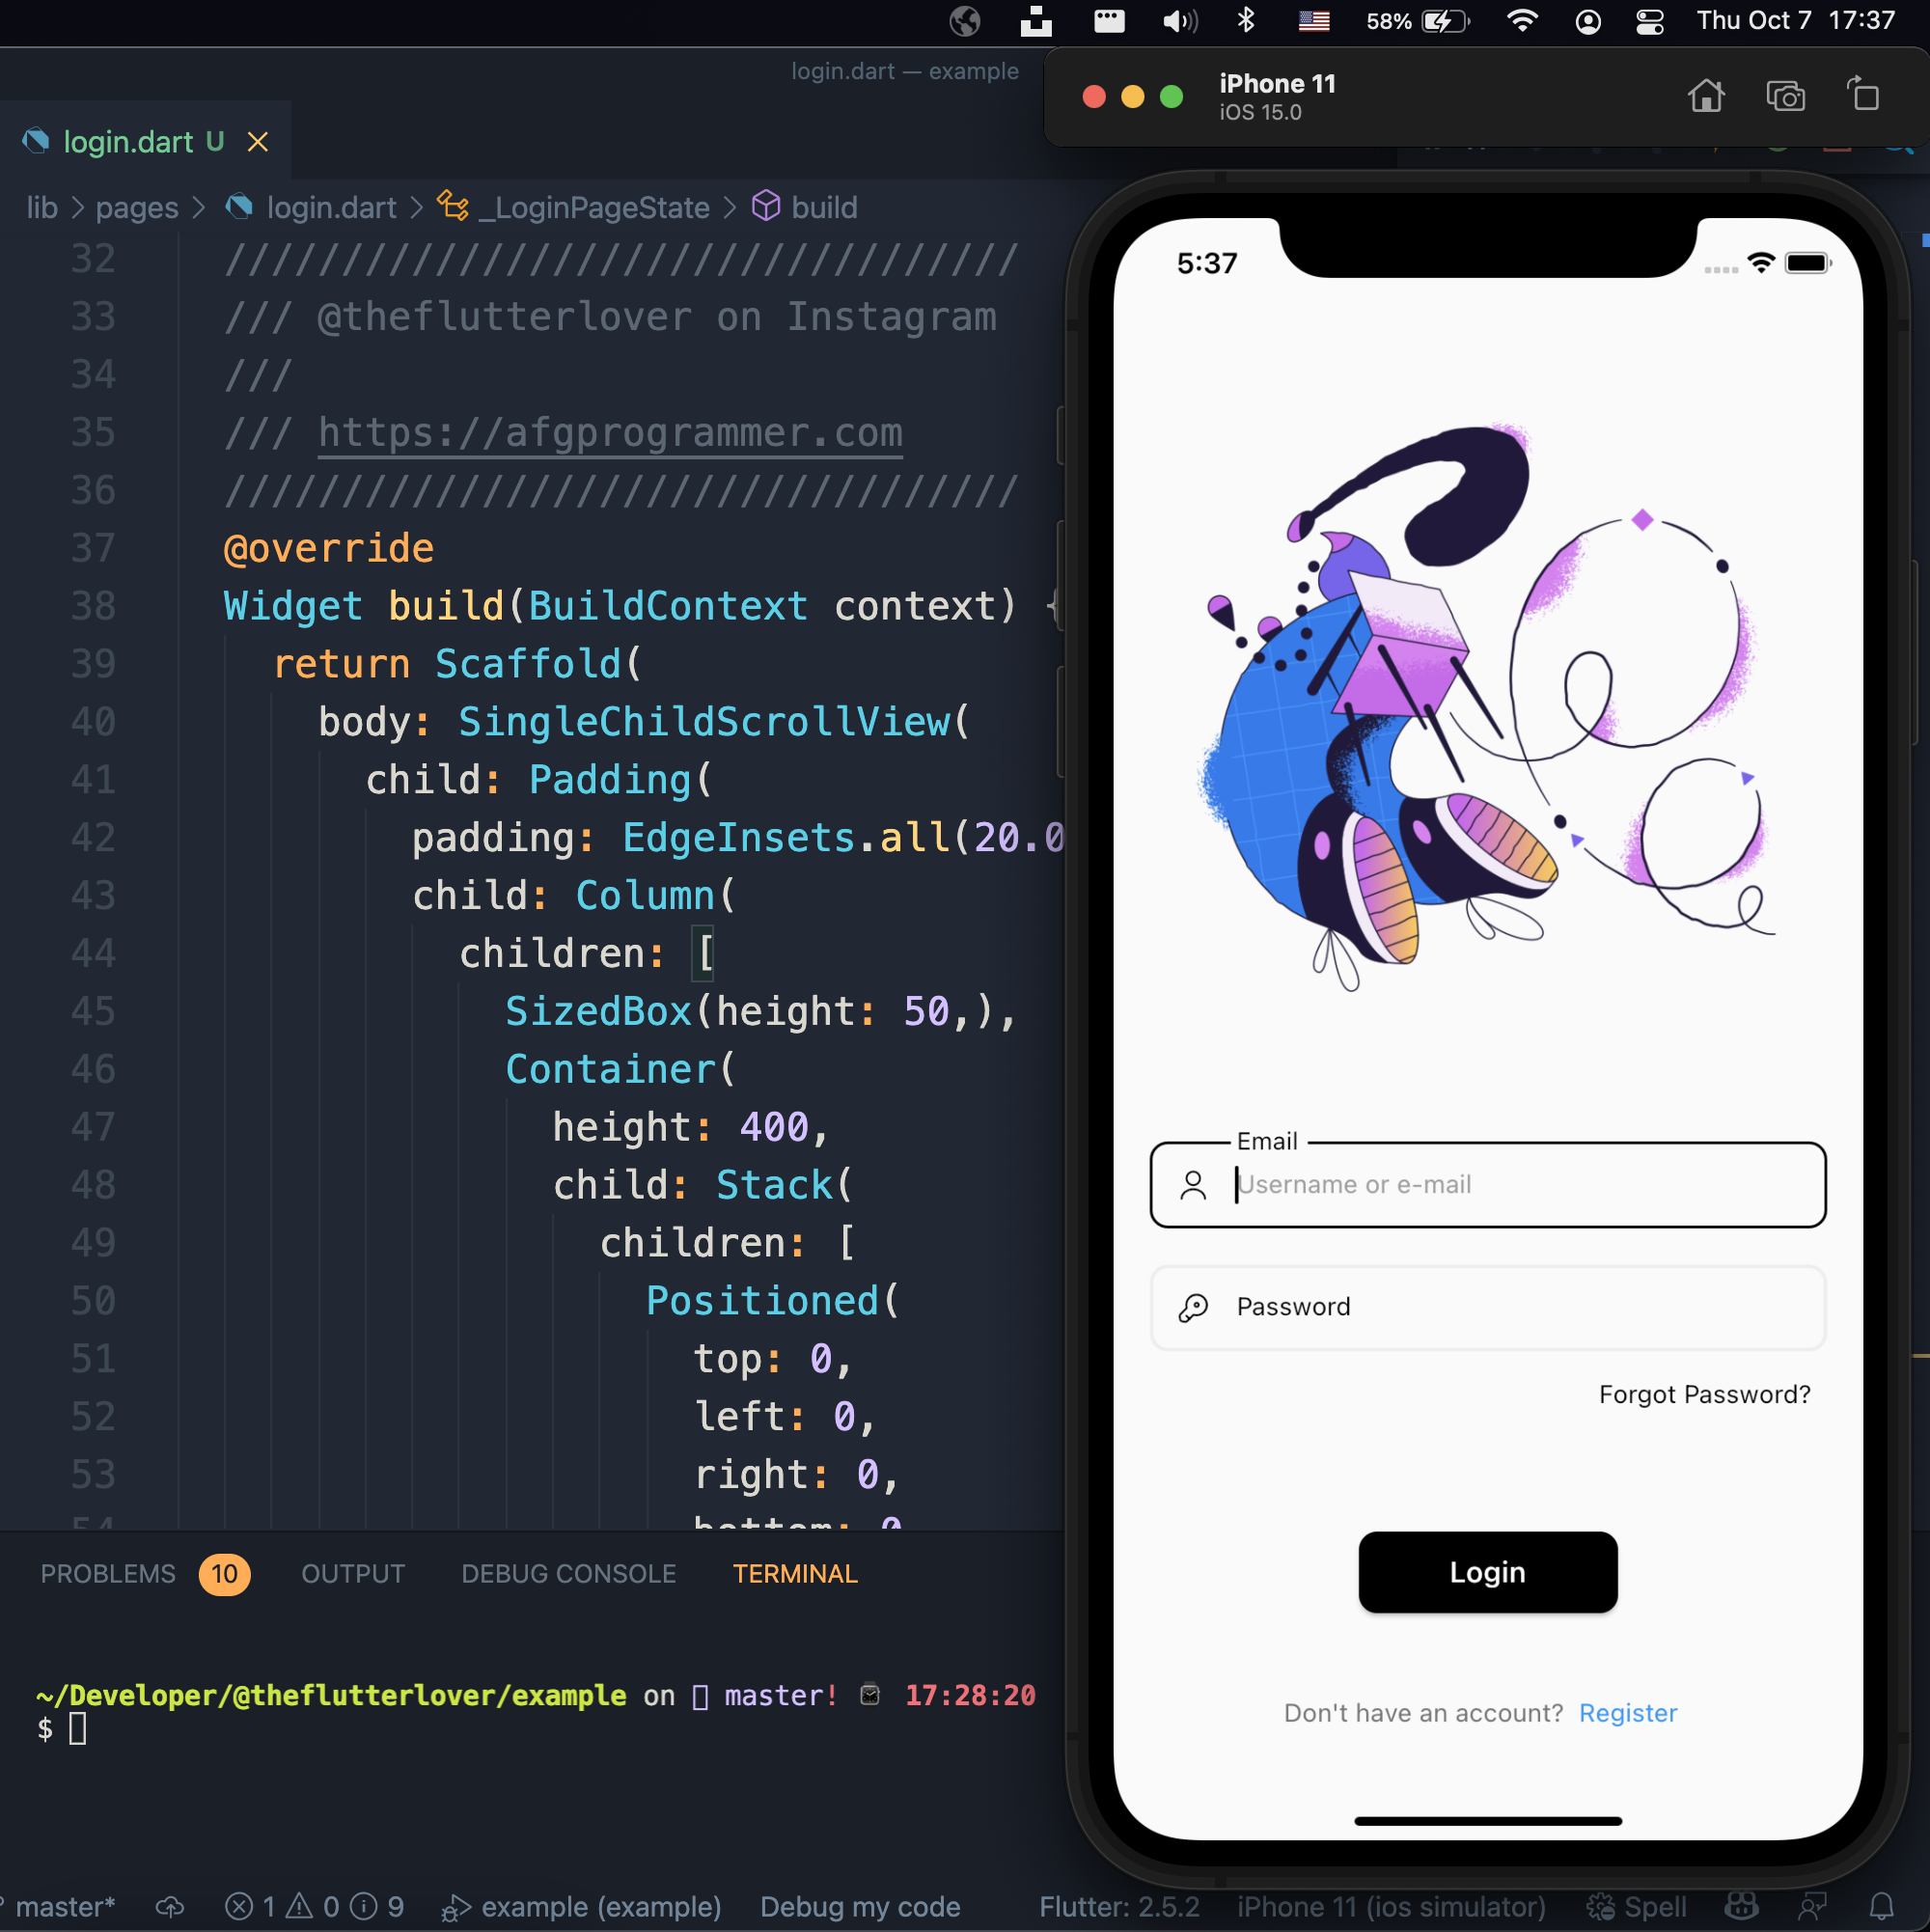 58%
Thu Oct 7 17:37
login.dart — example
login.dart U
lib > pages > login.dart > _LoginPageState > build
32 //////////////////////////////////
33 /// @theflutterlover on Instagram
34 ///
35 /// https://afgprogrammer.com
36 //////////////////////////////////
37 @override
38 Widget build(BuildContext context) {
39 return Scaffold(
40 body: SingleChildScrollView(
41 child: Padding(
42 padding: EdgeInsets.all(20.0
43 child: Column(
44 children: [
45 SizedBox(height: 50,),
46 Container(
47 height: 400,
48 child: Stack(
49 children: [
50 Positioned(
51 top: 0,
52 left: 0,
53 right: 0,
54 bottom: 0
PROBLEMS 10 OUTPUT DEBUG CONSOLE TERMINAL
~/Developer/@theflutterlover/example on master! 17:28:20
$
master* 1 0 9 example (example) Debug my code Flutter: 2.5.2 iPhone 11 (ios simulator) Spell
iPhone 11
iOS 15.0
5:37
Email
Username or e-mail
Password
Forgot Password?
Login
Don't have an account? Register